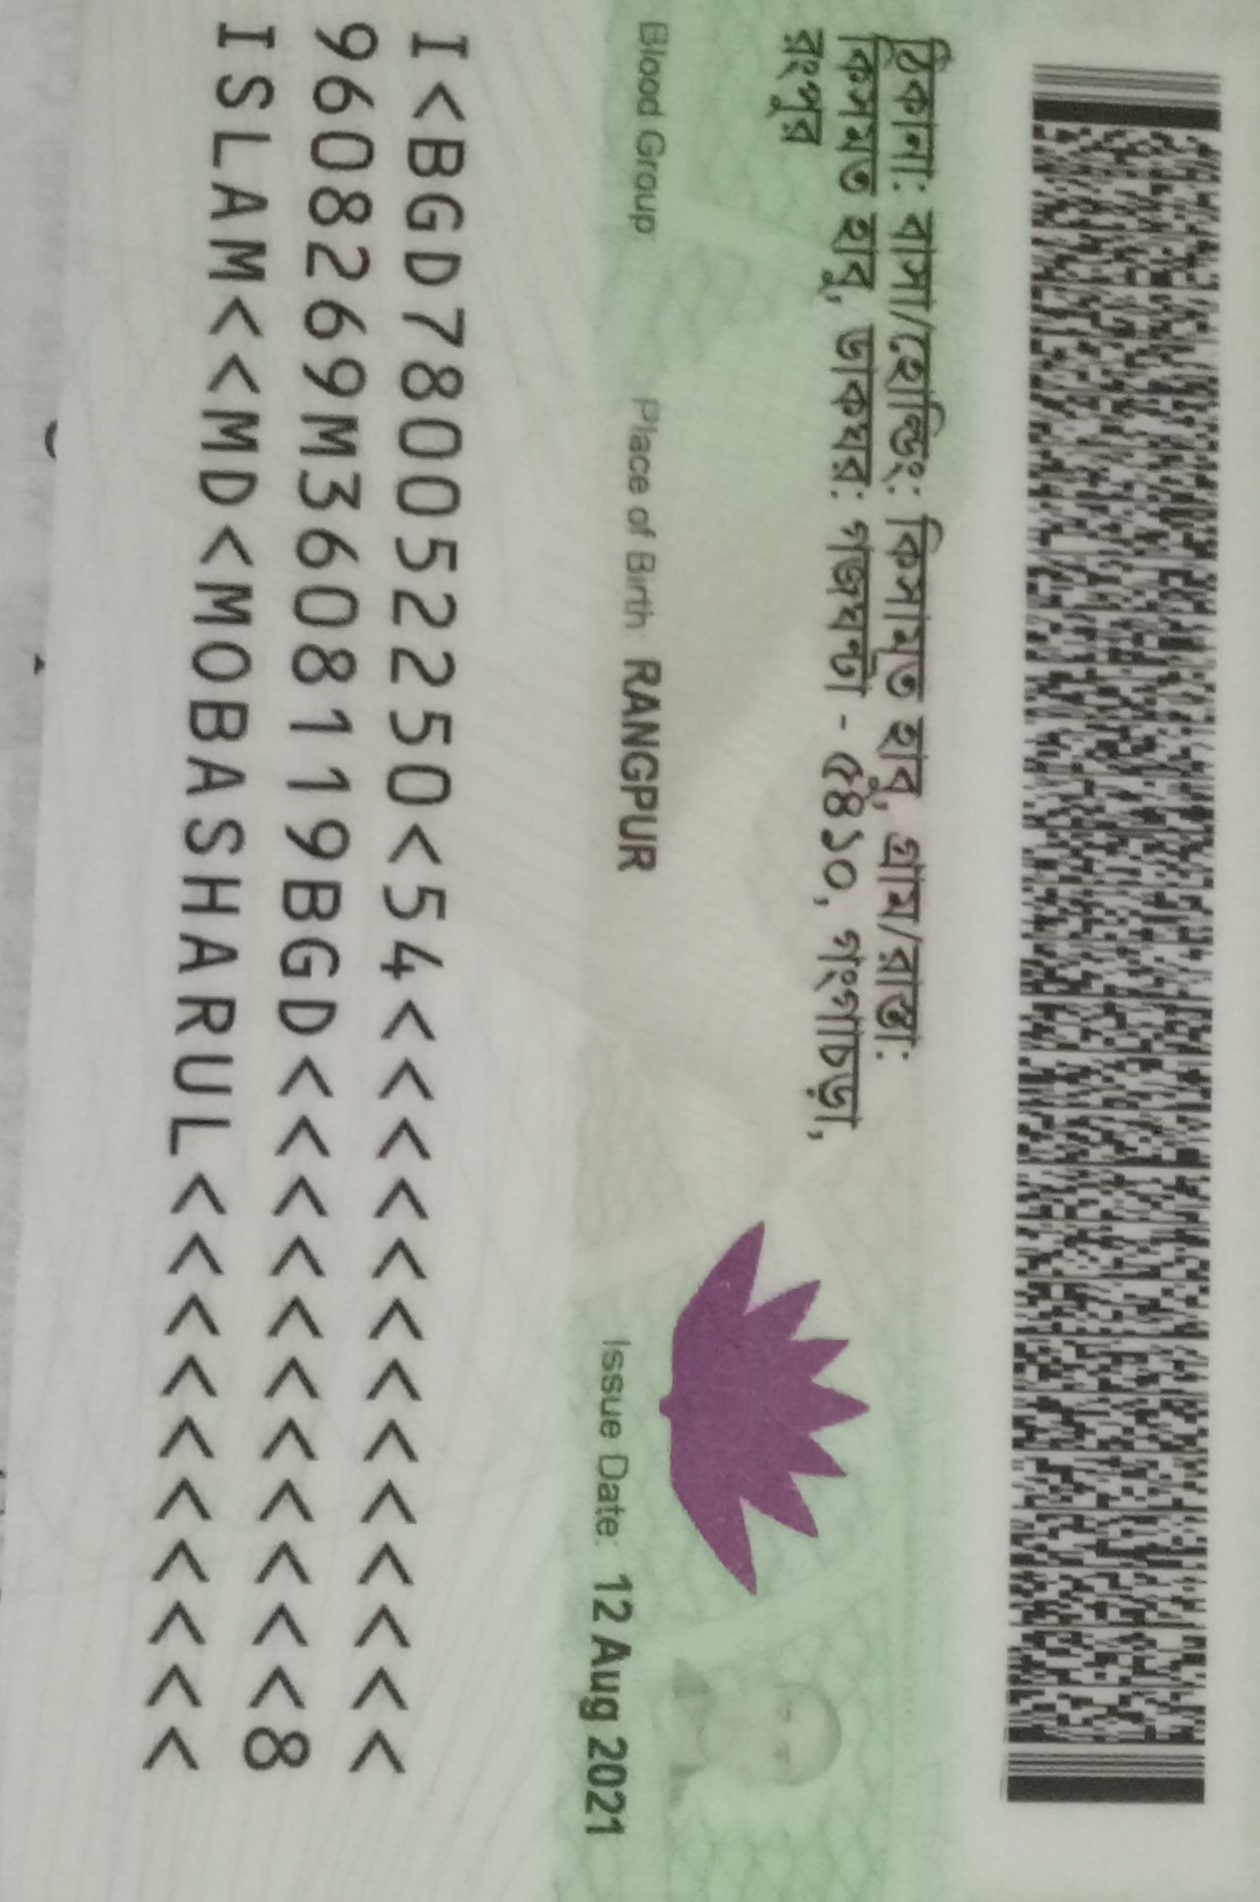 ঠিকানা: বাসা/হোল্ডিং: কিসামত হাবু, গ্রাম/রাস্তা:
কিসমত হাবু, ডাকঘর: গজঘণ্টা - ৫৪১০, গংগাচড়া,
রংপুর
Blood Group: Place of Birth: RANGPUR Issue Date: 12 Aug 2021
I<BGD7800522250<54<<<<<<<<<<<<
9608269M3608119BGD<<<<<<<<<<<8
ISLAM<<MD<MOBASHARUL<<<<<<<<<<